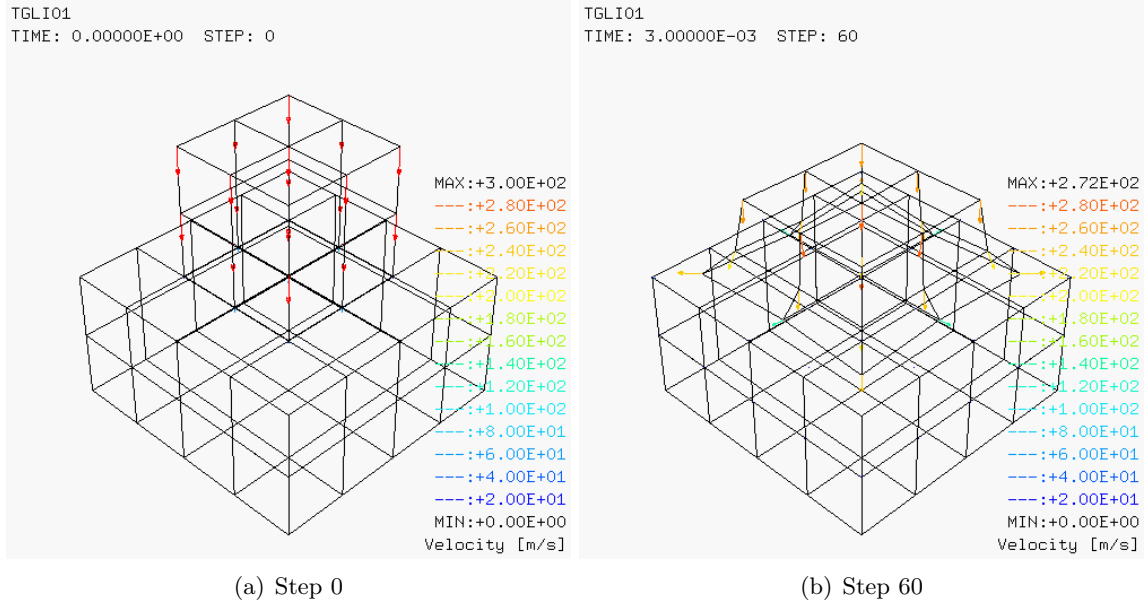 TGLIO1
TIME: 0.00000E+00 STEP: 0
MAX:+3.00E+02
---:+2.80E+02
---:+2.60E+02
---:+2.40E+02
---:+2.20E+02
---:+2.00E+02
---:+1.80E+02
---:+1.60E+02
---:+1.40E+02
---:+1.20E+02
---:+1.00E+02
---:+8.00E+01
---:+6.00E+01
---:+4.00E+01
---:+2.00E+01
MIN:+0.00E+00
Velocity [m/s]
(a) Step 0
TGLIO1
TIME: 3.00000E-03 STEP: 60
MAX:+2.72E+02
---:+2.80E+02
---:+2.60E+02
---:+2.40E+02
---:+2.20E+02
---:+2.00E+02
---:+1.80E+02
---:+1.60E+02
---:+1.40E+02
---:+1.20E+02
---:+1.00E+02
---:+8.00E+01
---:+6.00E+01
---:+4.00E+01
---:+2.00E+01
MIN:+0.00E+00
Velocity [m/s]
(b) Step 60